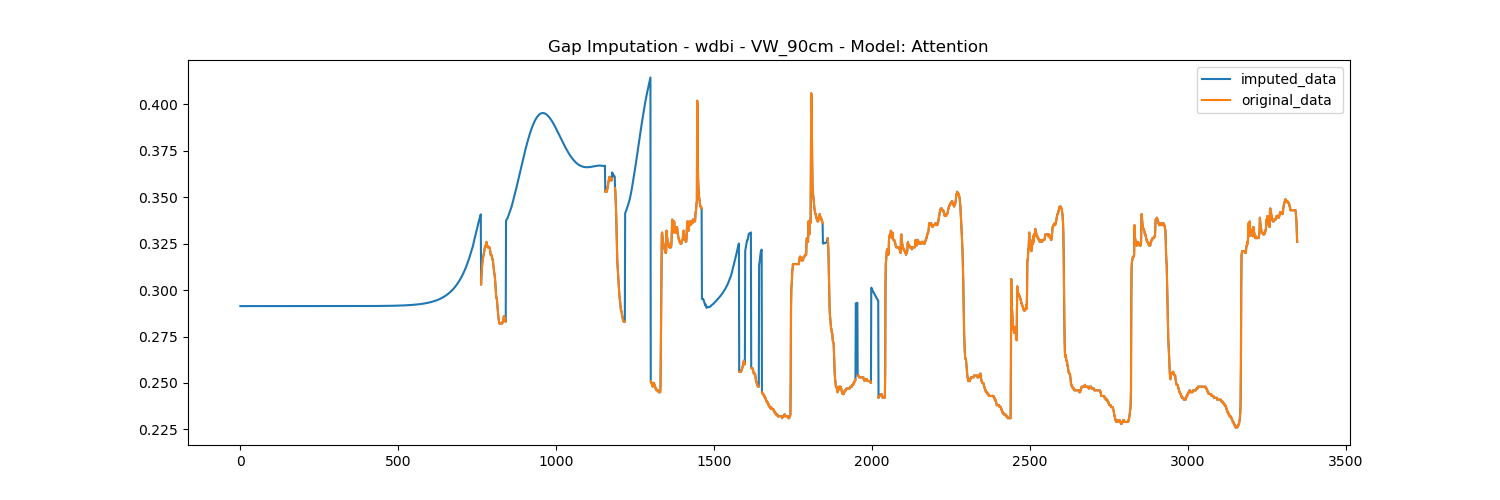 Gap Imputation - wdbi - VW_90cm - Model: Attention
imputed_data
original_data
0.400
0.375
0.350
0.325
0.300
0.275
0.250
0.225
0 500 1000 1500 2000 2500 3000 3500